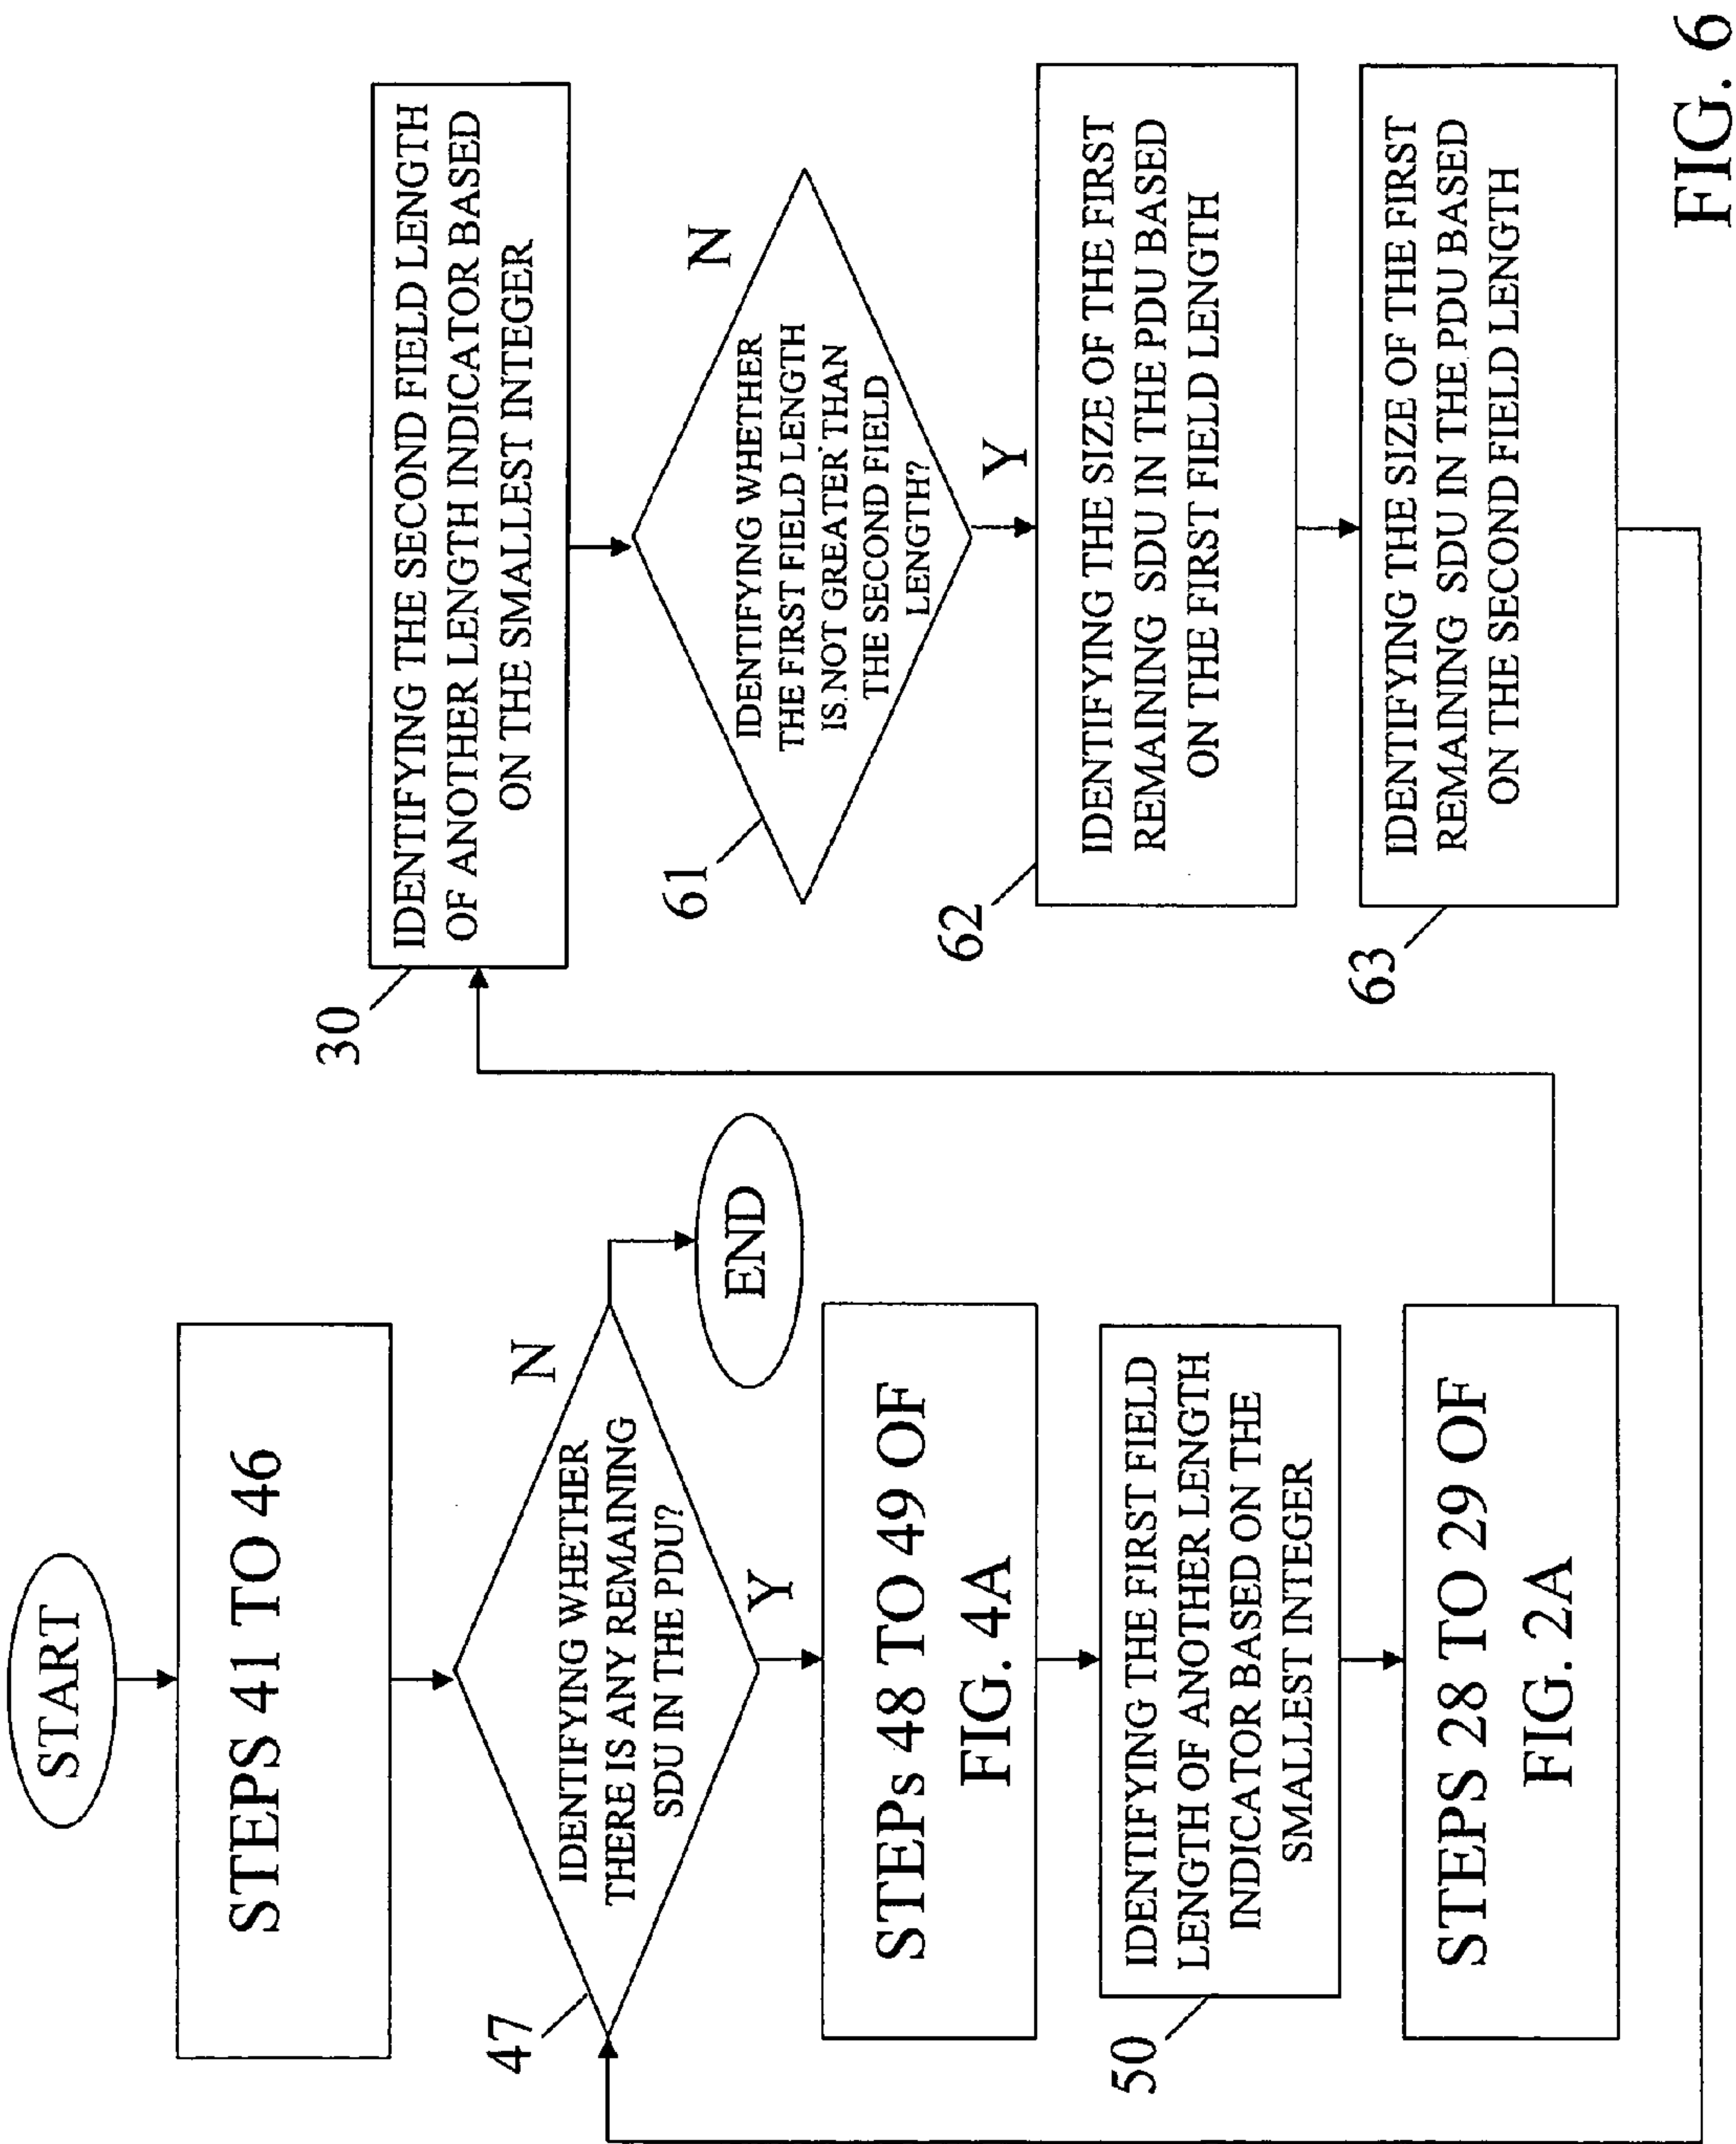 START
STEPS 41 TO 46
IDENTIFYING WHETHER
THERE IS ANY REMAINING
SDU IN THE PDU?
47
N
END
Y
STEPs 48 TO 49 OF
FIG. 4A
IDENTIFYING THE FIRST FIELD
LENGTH OF ANOTHER LENGTH
INDICATOR BASED ON THE
SMALLEST INTEGER
50
STEPS 28 TO 29 OF
FIG. 2A
30
IDENTIFYING THE SECOND FIELD LENGTH
OF ANOTHER LENGTH INDICATOR BASED
ON THE SMALLEST INTEGER
61
IDENTIFYING WHETHER
THE FIRST FIELD LENGTH
IS NOT GREATER THAN
THE SECOND FIELD
LENGTH?
N
Y
62
IDENTIFYING THE SIZE OF THE FIRST
REMAINING SDU IN THE PDU BASED
ON THE FIRST FIELD LENGTH
63
IDENTIFYING THE SIZE OF THE FIRST
REMAINING SDU IN THE PDU BASED
ON THE SECOND FIELD LENGTH
FIG. 6